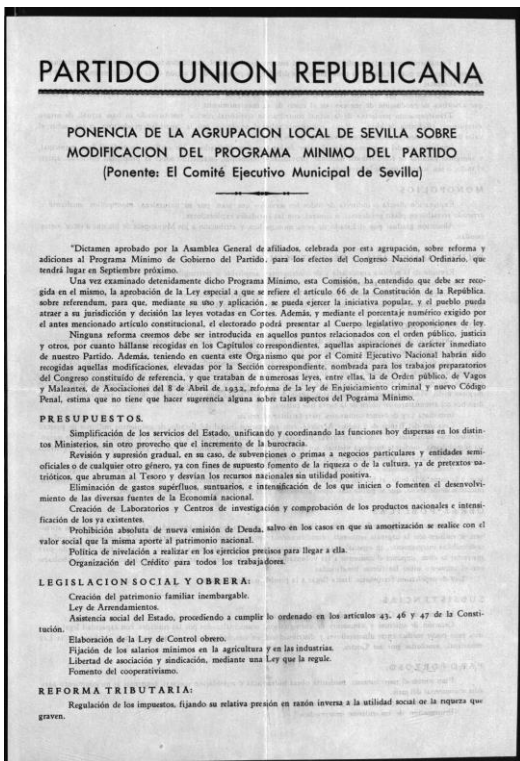 PARTIDO UNION REPUBLICANA
PONENCIA DE LA AGRUPACION LOCAL DE SEVILLA SOBRE
MODIFICACION DEL PROGRAMA MINIMO DEL PARTIDO
(Ponente: El Comité Ejecutivo Municipal de Sevilla)
"Dictamen aprobado por la Asamblea General de afiliados, celebrada por esta agrupación, sobre reforma y
adiciones al Programa Mínimo de Gobierno del Partido, para los efectos del Congreso Nacional Ordinario, que
tendrá lugar en Septiembre próximo.
Una vez examinado detenidamente dicho Programa Mínimo, esta Comisión, ha entendido que debe ser reco-
gida en el mismo, la aprobación de la Ley especial a que se refiere el artículo 66 de la Constitución de la República.
sobre referendum, para que, mediante su uso y aplicación, se pueda ejercer la iniciativa popular, y el pueblo pueda
atraer a su jurisdicción y decisión las leyes votadas en Cortes. Además, y mediante el porcentaje numérico exigido por
el antes mencionado artículo constitucional, el electorado podrá presentar al Cuerpo legislativo proposiciones de ley.
Ninguna reforma creemos debe ser introducida en aquellos puntos relacionados con el orden público, justicia
y otros, por cuanto hállanse recogidas en los Capítulos correspondientes, aquellas aspiraciones de carácter inmediato
de nuestro Partido. Además, teniendo en cuenta este Organismo que por el Comité Ejecutivo Nacional habrán sido
recogidas aquellas modificaciones, elevadas por la Sección correspondiente, nombrada para los trabajos preparatorios
del Congreso constituído de referencia, y que trataban de numerosas leyes, entre ellas, la de Orden público, de Vagos
y Maleantes, de Asociaciones del 8 de Abril de 1932, reforma de la ley de Enjuiciamiento criminal y nuevo Código
Penal, estima que no tiene que hacer sugerencia alguna sobre tales aspectos del Pograma Mínimo.
PRESUPUESTOS.
Simplificación de los servicios del Estado, unificando y coordinando las funciones hoy dispersas en los distin-
tos Ministerios, sin otro provecho que el incremento de la burocracia.
Revisión y supresión gradual, en su caso, de subvenciones o primas a negocios particulares y entidades semi-
oficiales o de cualquier otro género, ya con fines de supuesto fomento de la riqueza o de la cultura, ya de pretextos pa-
trióticos, que abruman al Tesoro y desvían los recursos nacionales sin utilidad positiva.
Eliminación de gastos supérfluos, suntuarios, e intensificación de los que inicien o fomenten el desenvolvi-
miento de las diversas fuentes de la Economía nacional.
Creación de Laboratorios y Centros de investigación y comprobación de los productos nacionales e intensi-
ficación de los ya existentes.
Prohibición absoluta de nueva emisión de Deuda, salvo en los casos en que su amortización se realice con el
valor social que la misma aporte al patrimonio nacional.
Política de nivelación a realizar en los ejercicios precisos para llegar a ella.
Organización del Crédito para todos los trabajadores.
LEGISLACION SOCIAL Y OBRERA:
Creación del patrimonio familiar inembargable.
Ley de Arrendamientos.
Asistencia social del Estado, procediendo a cumplir lo ordenado en los artículos 43, 46 y 47 de la Consti-
tución.
Elaboración de la Ley de Control obrero.
Fijación de los salarios mínimos en la agricultura y en las industrias.
Libertad de asociación y sindicación, mediante una Ley que la regule.
Fomento del cooperativismo.
REFORMA TRIBUTARIA:
Regulación de los impuestos, fijando su relativa presión en razón inversa a la utilidad social or la riqueza que
graven.